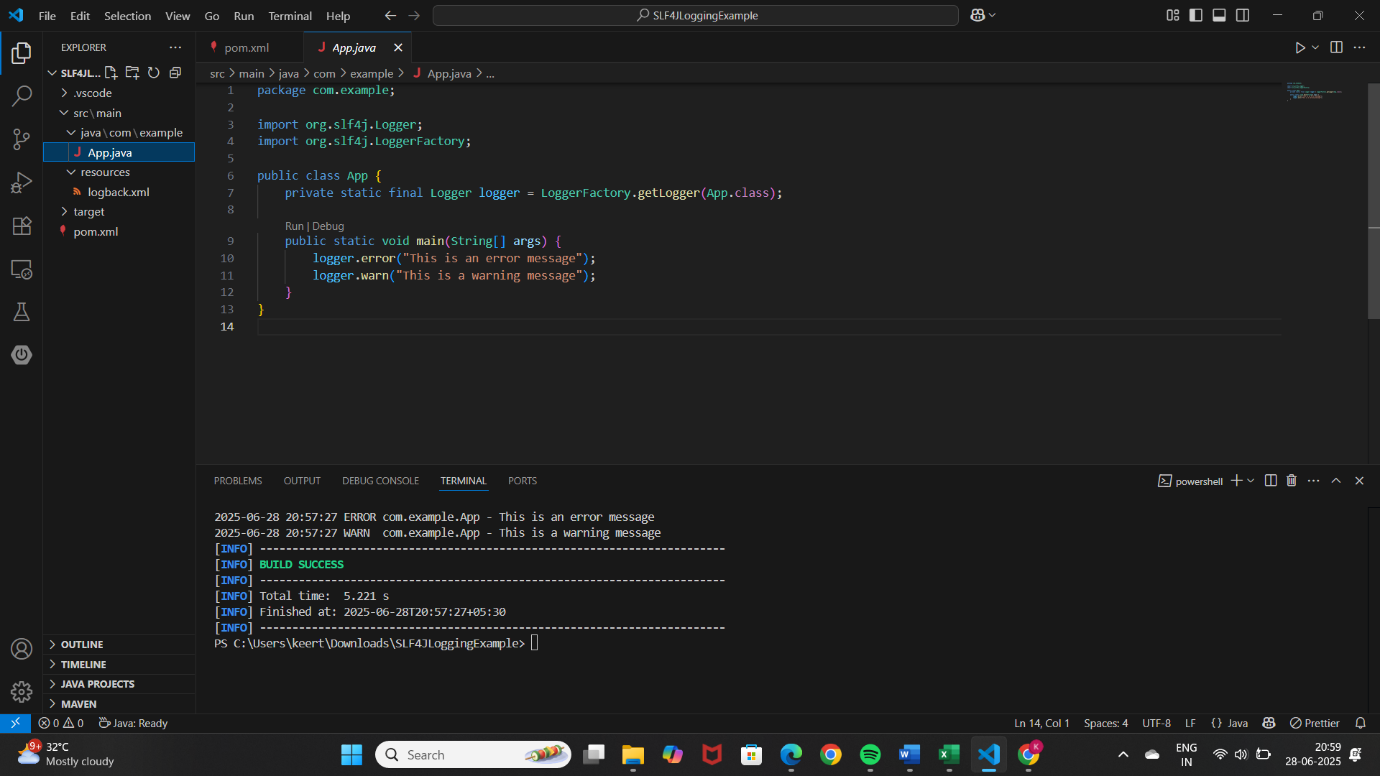 File Edit Selection View Go Run Terminal Help
SLF4JLoggingExample
EXPLORER
SLF4JL...
.vscode
src\main
java\com\example
App.java
resources
logback.xml
target
pom.xml
OUTLINE
TIMELINE
JAVA PROJECTS
MAVEN
pom.xml
App.java
src > main > java > com > example > App.java > ...
1 package com.example;
2
3 import org.slf4j.Logger;
4 import org.slf4j.LoggerFactory;
5
6 public class App {
7 private static final Logger logger = LoggerFactory.getLogger(App.class);
8
Run | Debug
9 public static void main(String[] args) {
10 logger.error("This is an error message");
11 logger.warn("This is a warning message");
12 }
13 }
14
PROBLEMS OUTPUT DEBUG CONSOLE TERMINAL PORTS
powershell
2025-06-28 20:57:27 ERROR com.example.App - This is an error message
2025-06-28 20:57:27 WARN  com.example.App - This is a warning message
[INFO] ------------------------------------------------------------------------
[INFO] BUILD SUCCESS
[INFO] ------------------------------------------------------------------------
[INFO] Total time:  5.221 s
[INFO] Finished at: 2025-06-28T20:57:27+05:30
[INFO] ------------------------------------------------------------------------
PS C:\Users\keert\Downloads\SLF4JLoggingExample>
0 0 Java: Ready
Ln 14, Col 1 Spaces: 4 UTF-8 LF {} Java Prettier
9+
32°C
Mostly cloudy
Search
K
ENG
IN
20:59
28-06-2025